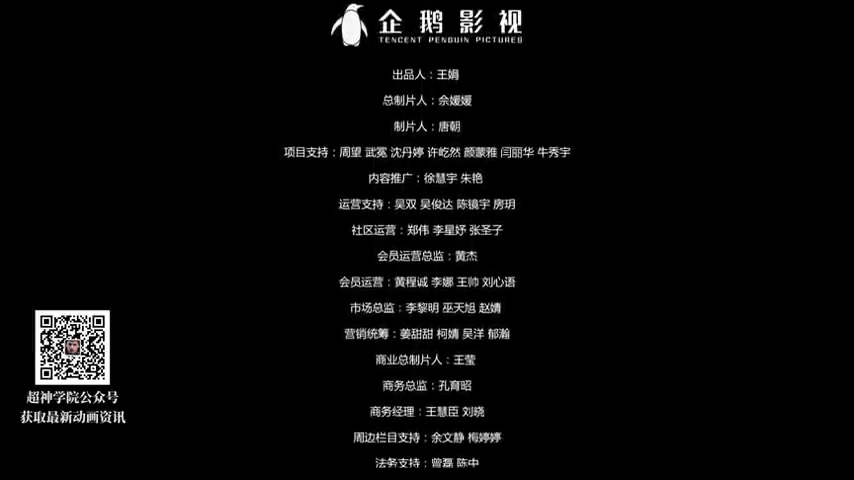 企鹅影视
TENCENT PENGUIN PICTURES
出品人：王娟
总制片人：佘媛媛
制片人：唐朝
项目支持：周望 武冕 沈丹婷 许屹然 颜蒙雅 闫丽华 牛秀宇
内容推广：徐慧宇 朱艳
运营支持：吴双 吴俊达 陈镜宇 房玥
社区运营：郑伟 李星妤 张圣子
会员运营总监：黄杰
会员运营：黄程诚 李娜 王帅 刘心语
市场总监：李黎明 巫天旭 赵婧
营销统筹：姜甜甜 柯婧 吴洋 郁瀚
商业总制片人：王莹
商务总监：孔育昭
商务经理：王慧臣 刘晓
周边栏目支持：余文静 梅婷婷
法务支持：曾磊 陈中
超神学院公众号
获取最新动画资讯